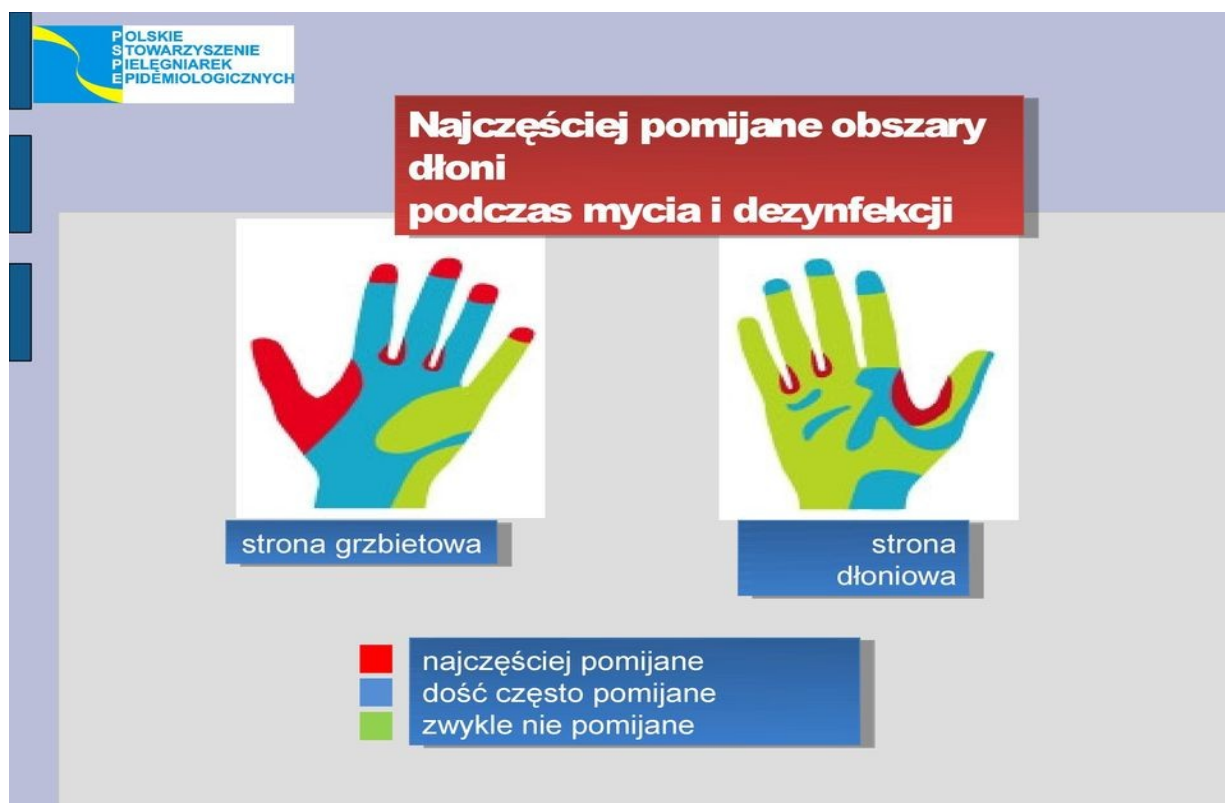 POLSKIE
STOWARZYSZENIE
PIELĘGNIAREK
EPIDEMIOLOGICZNYCH
Najczęściej pomijane obszary
dłoni
podczas mycia i dezynfekcji
strona grzbietowa
strona
dłoniowa
najczęściej pomijane
dość często pomijane
zwykle nie pomijane